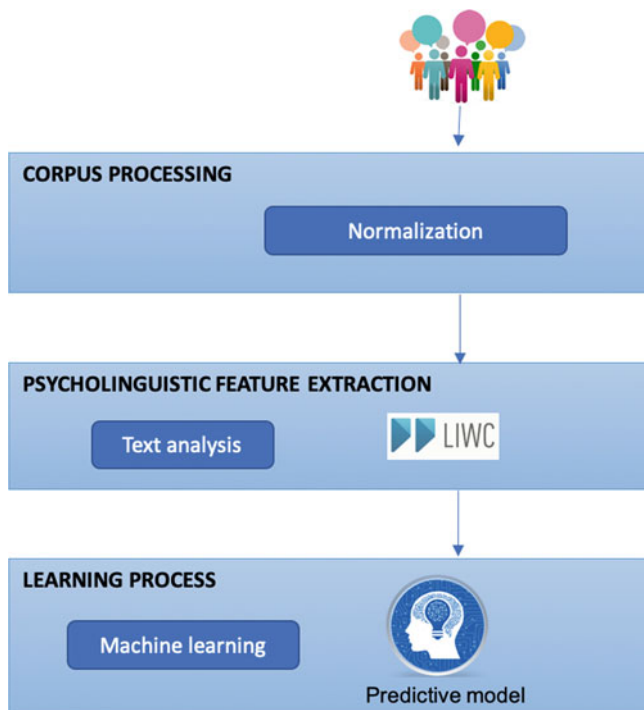 CORPUS PROCESSING
Normalization
PSYCHOLINGUISTIC FEATURE EXTRACTION
Text analysis
LIWC
LEARNING PROCESS
Machine learning
Predictive model